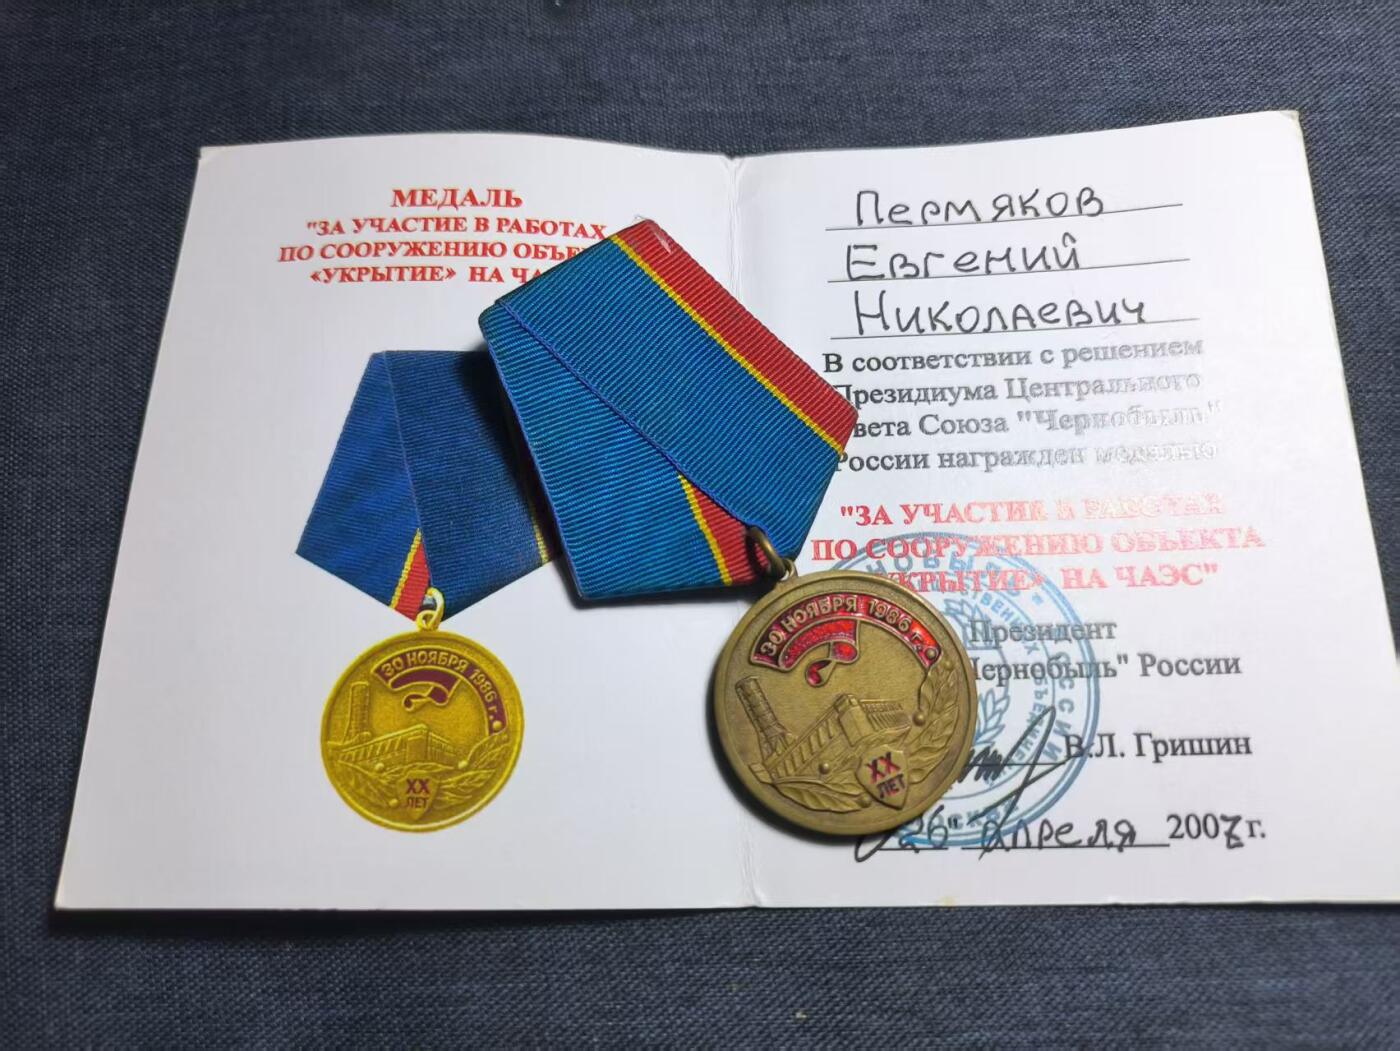 МЕДАЛЬ
"ЗА УЧАСТИЕ В РАБОТАХ
ПО СООРУЖЕНИЮ ОБЪЕ
«УКРЫТИЕ» НА ЧА
30 НОЯБРЯ 1986 г.
XX
ЛЕТ
30 НОЯБРЯ 1986 г.
XX
ЛЕТ
Пермяков
Евгений
Николаевич
В соответствии с решением
Президиума Центрального
вета Союза "Чернобыль"
России награжден медалью
"ЗА УЧАСТИЕ В РАБОТАХ
ПО СООРУЖЕНИЮ ОБЪЕКТА
УКРЫТИЕ» НА ЧАЭС"
Президент
Чернобыль" России
В.Л. Гришин
"26" Апреля 2007 г.